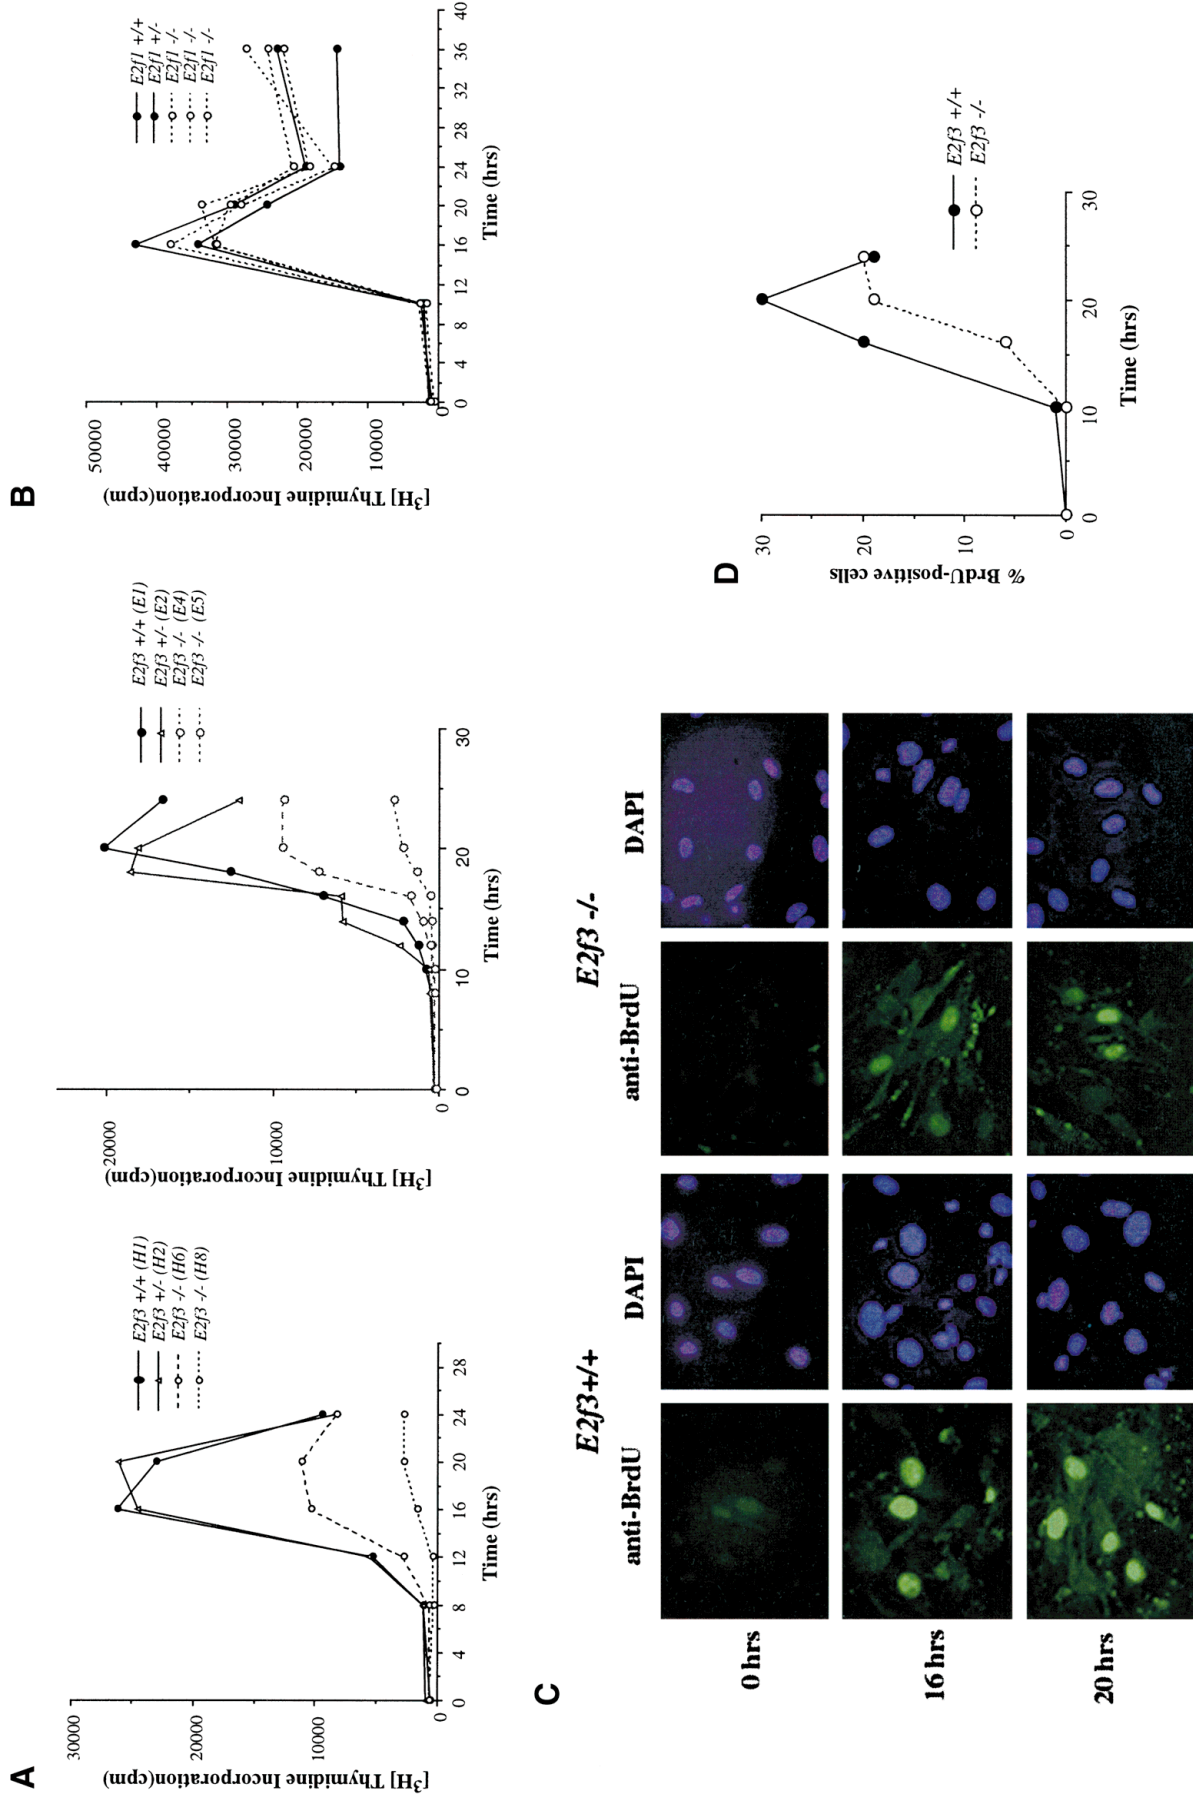 A
[³H] Thymidine Incorporation(cpm)
30000
20000
10000
0
0 4 8 12 16 20 24 28
Time (hrs)
E2f3 +/+ (H1)
E2f3 +/- (H2)
E2f3 -/- (H6)
E2f3 -/- (H8)
[³H] Thymidine Incorporation(cpm)
20000
10000
0
0 10 20 30
Time (hrs)
E2f3 +/+ (E1)
E2f3 +/- (E2)
E2f3 -/- (E4)
E2f3 -/- (E5)
B
[³H] Thymidine Incorporation(cpm)
50000
40000
30000
20000
10000
0
0 4 8 12 16 20 24 28 32 36 40
Time (hrs)
E2f1 +/+
E2f1 +/-
E2f1 -/-
E2f1 -/-
E2f1 -/-
C
E2f3+/+
E2f3 -/-
anti-BrdU
DAPI
anti-BrdU
DAPI
0 hrs
16 hrs
20 hrs
D
% BrdU-positive cells
30
20
10
0
0 10 20 30
Time (hrs)
E2f3 +/+
E2f3 -/-